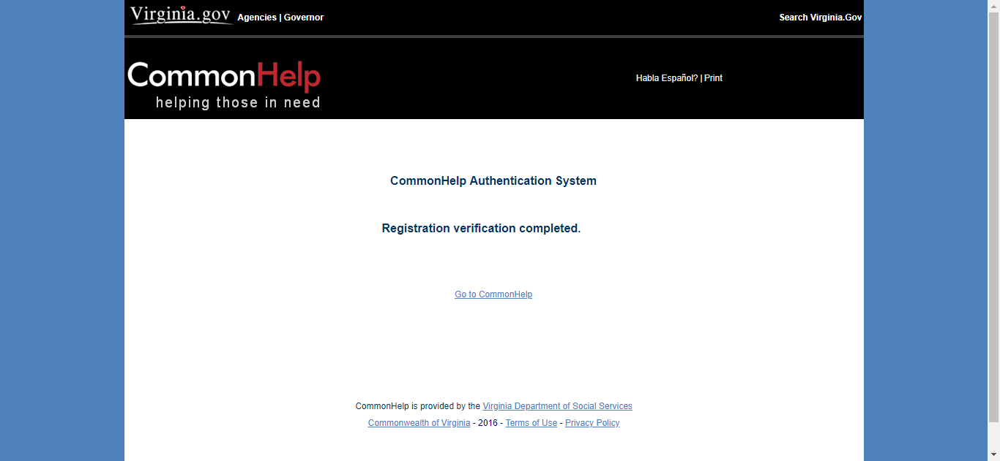 Virginia.gov Agencies | Governor Search Virginia.Gov
CommonHelp
helping those in need
Habla Español? | Print
CommonHelp Authentication System
Registration verification completed.
Go to CommonHelp
CommonHelp is provided by the Virginia Department of Social Services
Commonwealth of Virginia - 2016 - Terms of Use - Privacy Policy